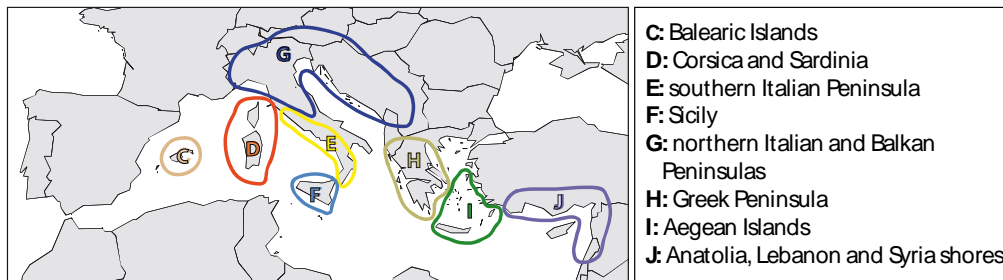 G
C
D
E
F
H
I
J
C: Balearic Islands
D: Corsica and Sardinia
E: southern Italian Peninsula
F: Sicily
G: northern Italian and Balkan
Peninsulas
H: Greek Peninsula
I: Aegean Islands
J: Anatolia, Lebanon and Syria shores